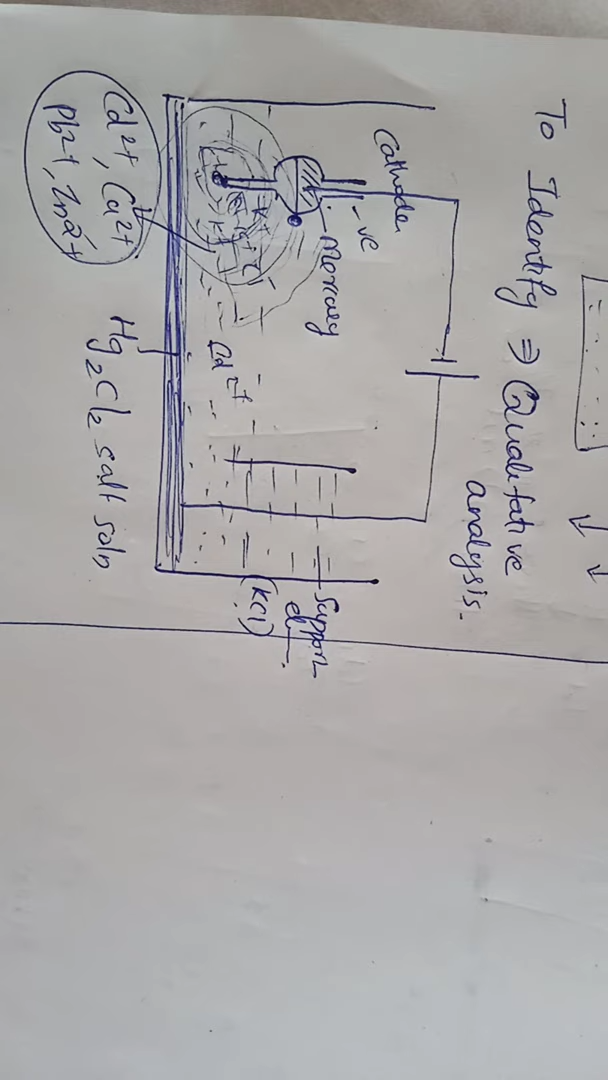 To Identify ⇒ Qualitative
analysis.
Cathode
-ve
Mercury
Cd²⁺
Support
el.
(KCl)
Hg₂Cl₂ salt soln
Cd²⁺, Ca²⁺
Pb²⁺, Zn²⁺